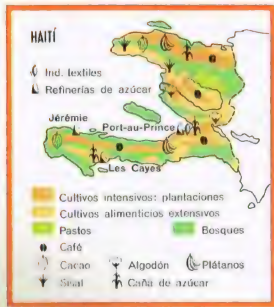 HAITÍ
Ind. textiles
Refinerías de azúcar
Jérémie
Port-au-Prince
Les Cayes
Cultivos intensivos: plantaciones
Cultivos alimenticios extensivos
Pastos Bosques
Café
Cacao Algodón Plátanos
Sisal Caña de azúcar